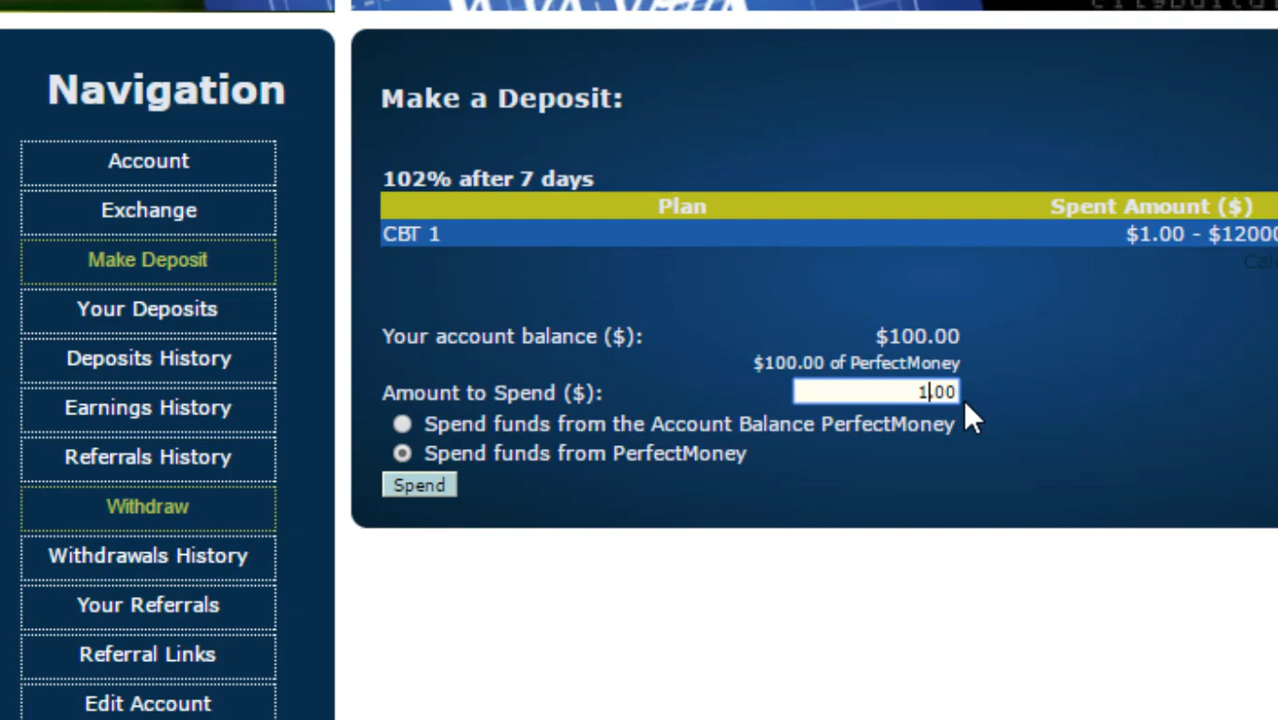 Navigation
Account
Exchange
Make Deposit
Your Deposits
Deposits History
Earnings History
Referrals History
Withdraw
Withdrawals History
Your Referrals
Referral Links
Edit Account
Make a Deposit:
102% after 7 days
Plan Spent Amount ($)
CBT 1 $1.00 - $12000
Your account balance ($): $100.00
$100.00 of PerfectMoney
Amount to Spend ($): 1.00
Spend funds from the Account Balance PerfectMoney
Spend funds from PerfectMoney
Spend